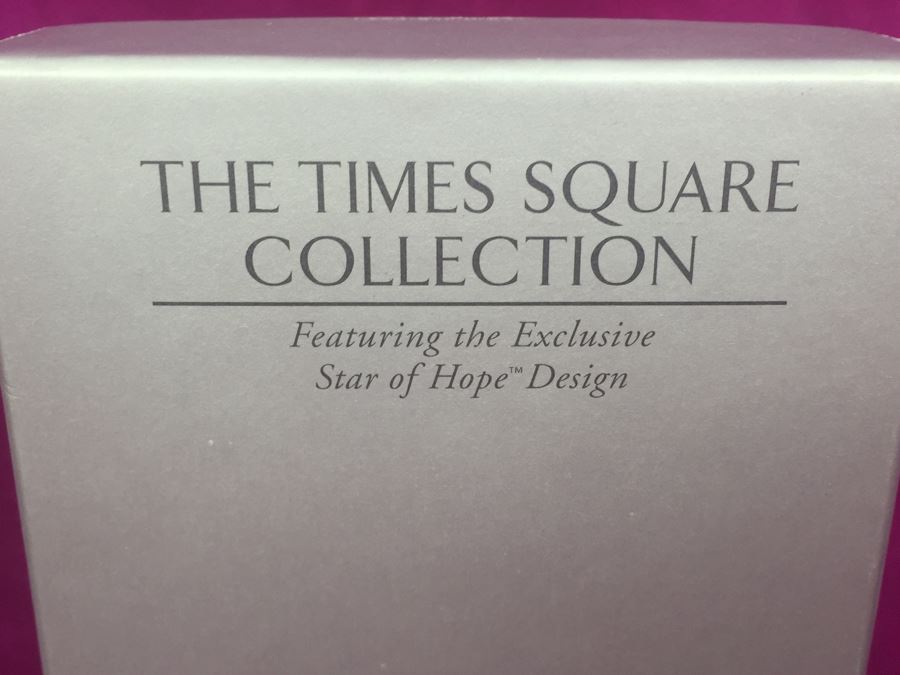 THE TIMES SQUARE
COLLECTION
Featuring the Exclusive
Star of Hope™ Design